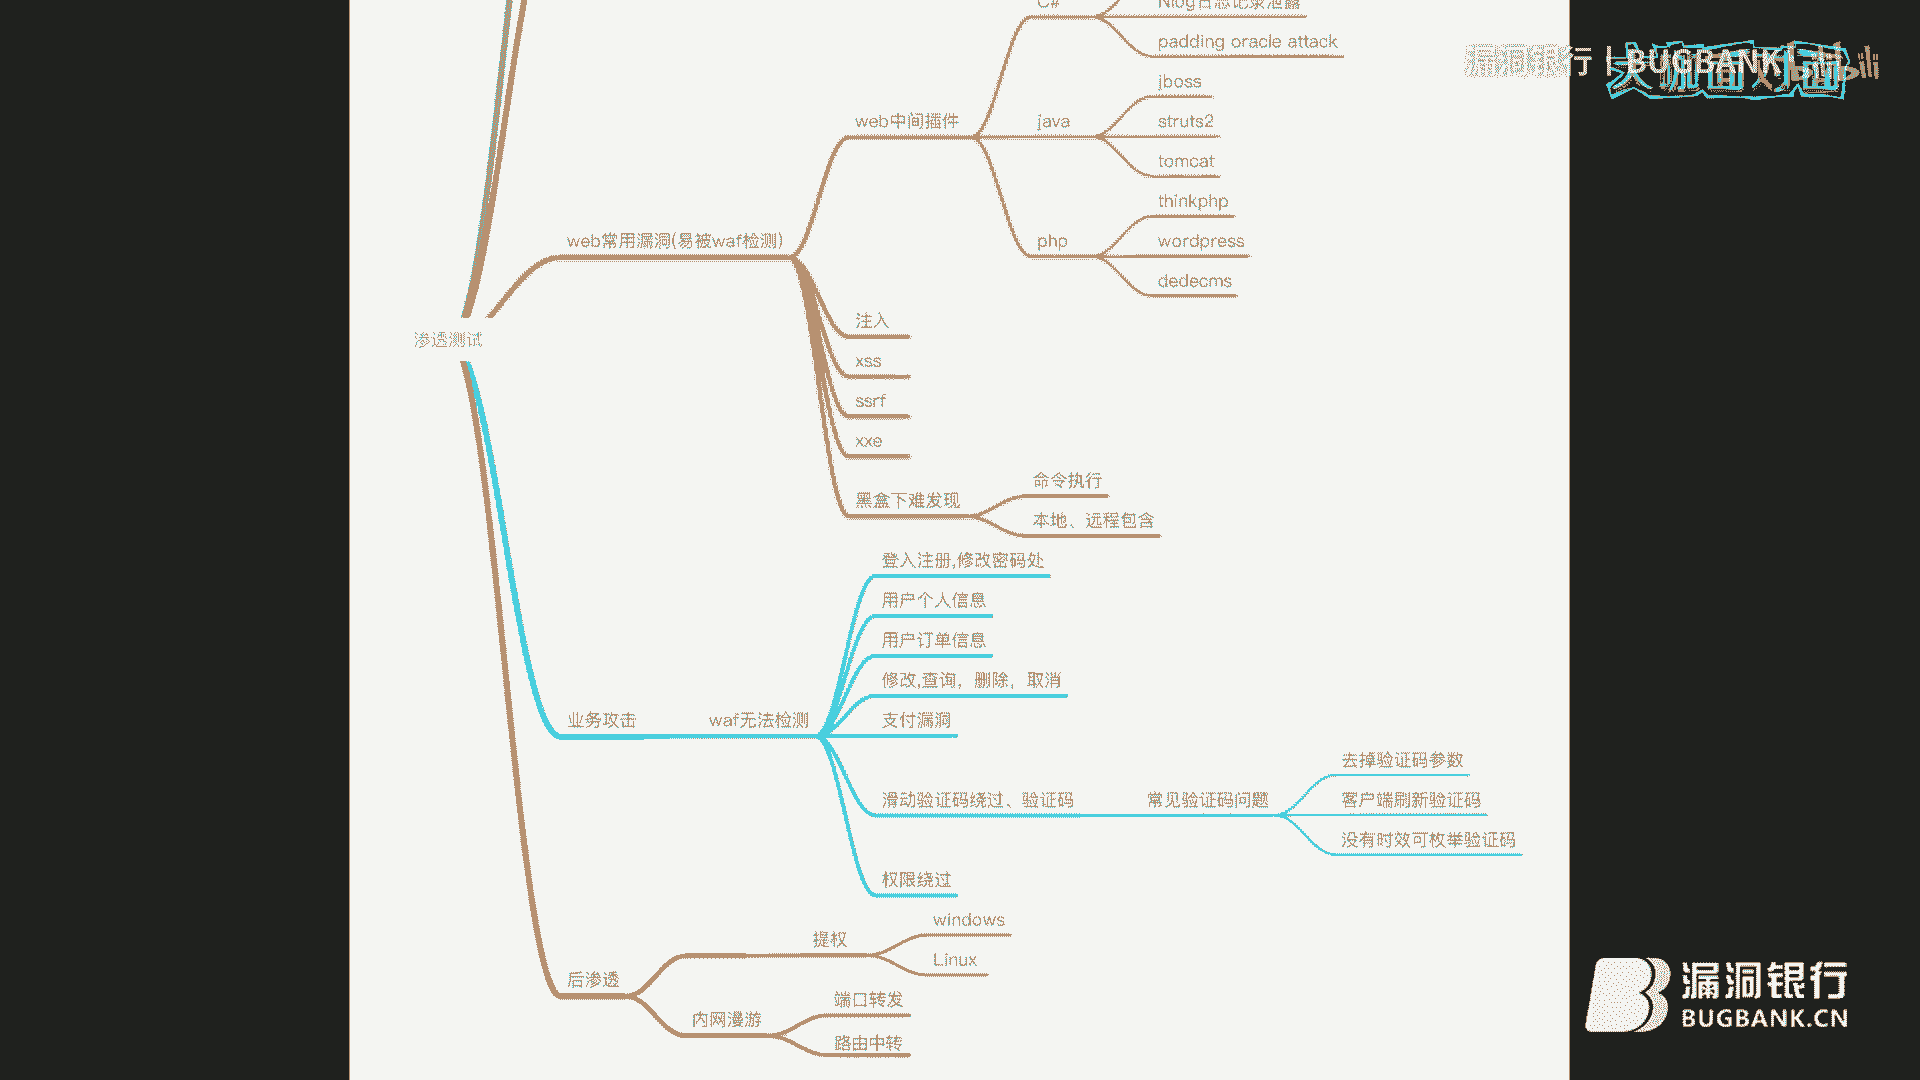 C#
Nlog日志记录泄露
padding oracle attack
漏洞银行 | BUGBANK
大咖面对面
bilibili
jboss
web中间插件
java
struts2
tomcat
thinkphp
web常用漏洞(易被waf检测)
php
wordpress
dedecms
注入
渗透测试
xss
ssrf
xxe
命令执行
黑盒下难发现
本地、远程包含
登入注册,修改密码处
用户个人信息
用户订单信息
修改,查询，删除，取消
业务攻击
waf无法检测
支付漏洞
去掉验证码参数
滑动验证码绕过、验证码
常见验证码问题
客户端刷新验证码
没有时效可枚举验证码
权限绕过
windows
提权
Linux
后渗透
端口转发
内网漫游
路由中转
漏洞银行
BUGBANK.CN